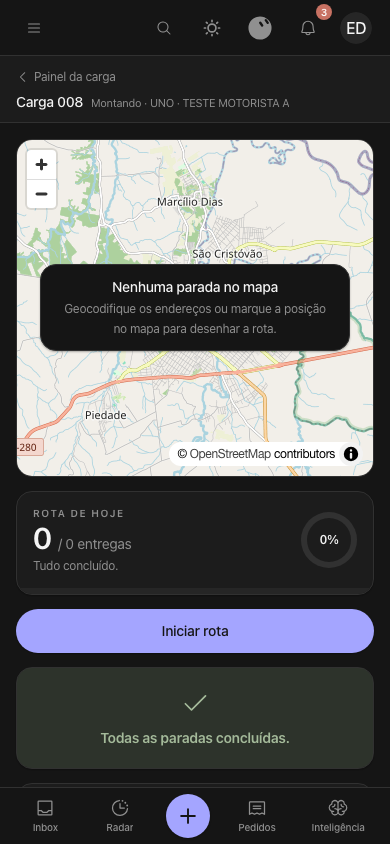 3
ED
Painel da carga
Carga 008 Montando · UNO · TESTE MOTORISTA A
+
−
Marcílio Dias
São Cristóvão
Nenhuma parada no mapa
Geocodifique os endereços ou marque a posição
no mapa para desenhar a rota.
Piedade
-280
© OpenStreetMap contributors
ROTA DE HOJE
0 / 0 entregas
0%
Tudo concluído.
Iniciar rota
Todas as paradas concluídas.
Inbox
Radar
Pedidos
Inteligência